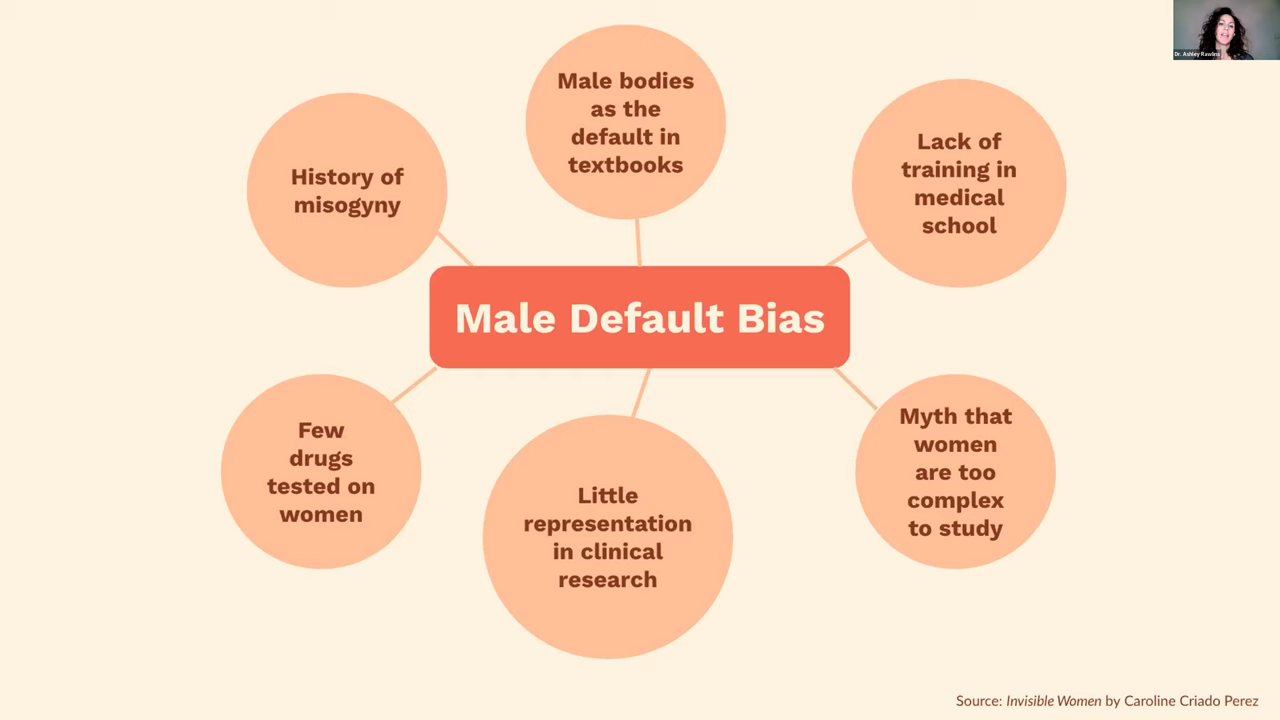 Dr. Ashley Rawlins
Male bodies
as the
default in
textbooks
History of
misogyny
Lack of
training in
medical
school
Male Default Bias
Few
drugs
tested on
women
Little
representation
in clinical
research
Myth that
women
are too
complex
to study
Source: Invisible Women by Caroline Criado Perez